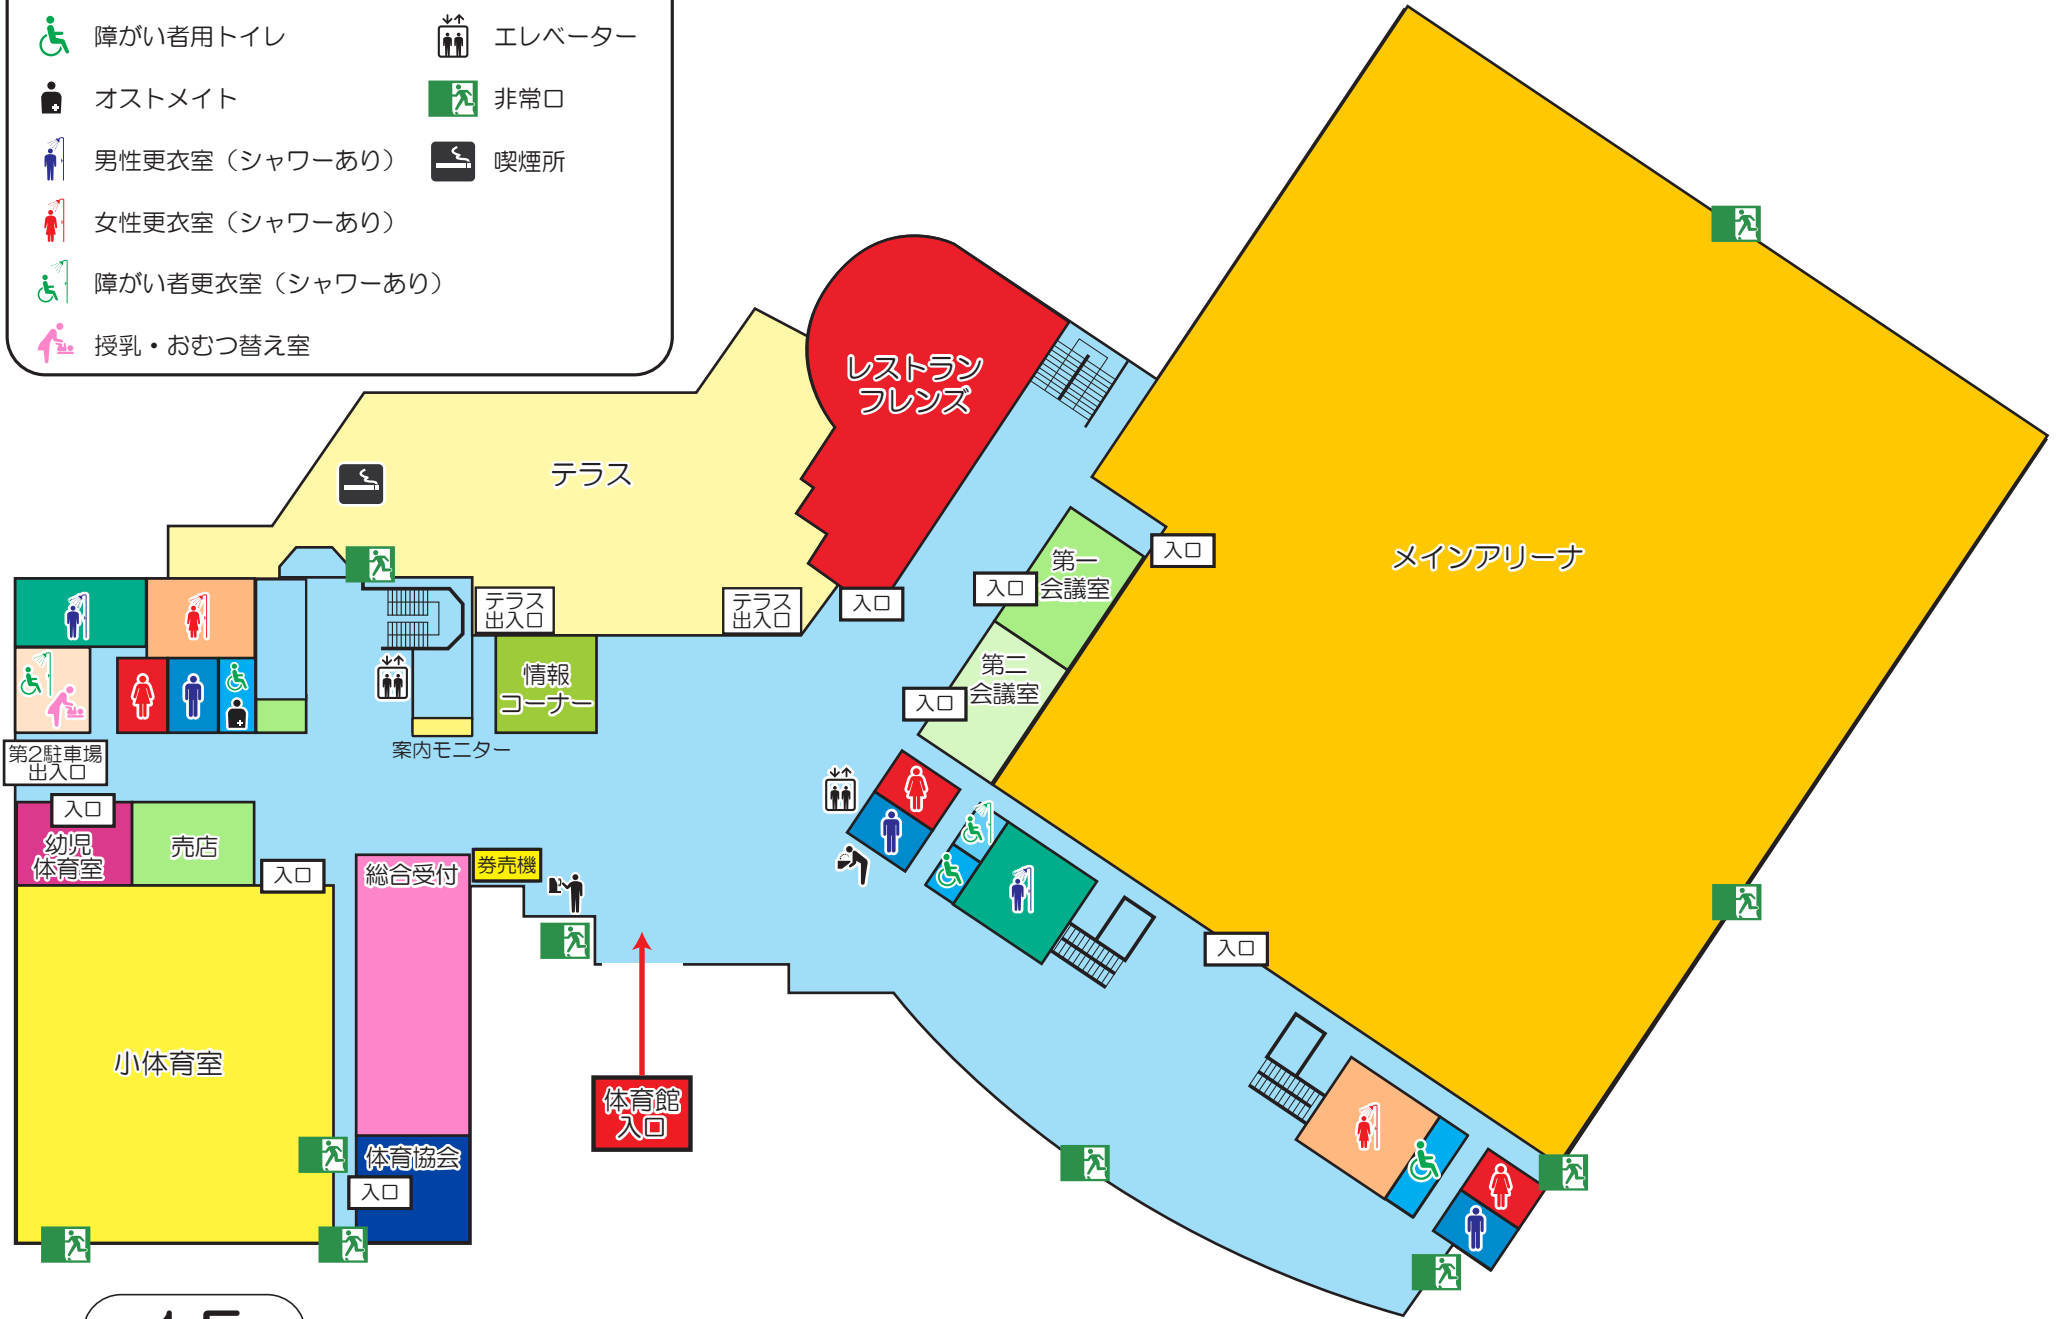 障がい者用トイレ
エレベーター
オストメイト
非常口
男性更衣室（シャワーあり）
喫煙所
女性更衣室（シャワーあり）
障がい者更衣室（シャワーあり）
授乳・おむつ替え室
レストラン
フレンズ
テラス
メインアリーナ
入口
第一
会議室
入口
テラス
出入口
テラス
出入口
入口
第二
会議室
入口
情報
コーナー
案内モニター
第2駐車場
出入口
入口
幼児
体育室
売店
入口
総合受付
券売機
入口
小体育室
体育館
入口
体育協会
入口